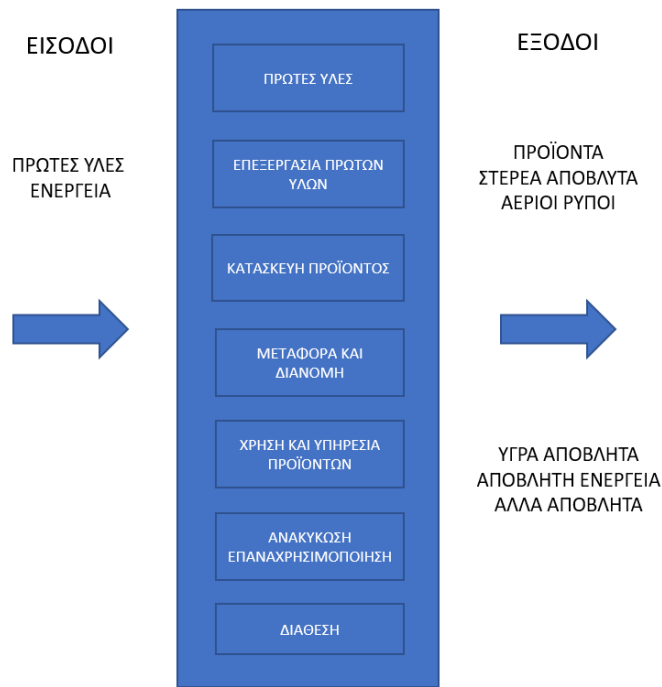 ΕΙΣΟΔΟΙ
ΠΡΩΤΕΣ ΥΛΕΣ
ΕΝΕΡΓΕΙΑ
ΠΡΩΤΕΣ ΥΛΕΣ
ΕΠΕΞΕΡΓΑΣΙΑ ΠΡΩΤΩΝ
ΥΛΩΝ
ΚΑΤΑΣΚΕΥΗ ΠΡΟΪΟΝΤΟΣ
ΜΕΤΑΦΟΡΑ ΚΑΙ
ΔΙΑΝΟΜΗ
ΧΡΗΣΗ ΚΑΙ ΥΠΗΡΕΣΙΑ
ΠΡΟΪΟΝΤΩΝ
ΑΝΑΚΥΚΩΣΗ
ΕΠΑΝΑΧΡΗΣΙΜΟΠΟΙΗΣΗ
ΔΙΑΘΕΣΗ
ΕΞΟΔΟΙ
ΠΡΟΪΟΝΤΑ
ΣΤΕΡΕΑ ΑΠΟΒΛΥΤΑ
ΑΕΡΙΟΙ ΡΥΠΟΙ
ΥΓΡΑ ΑΠΟΒΛΗΤΑ
ΑΠΟΒΛΗΤΗ ΕΝΕΡΓΕΙΑ
ΑΛΛΑ ΑΠΟΒΛΗΤΑ